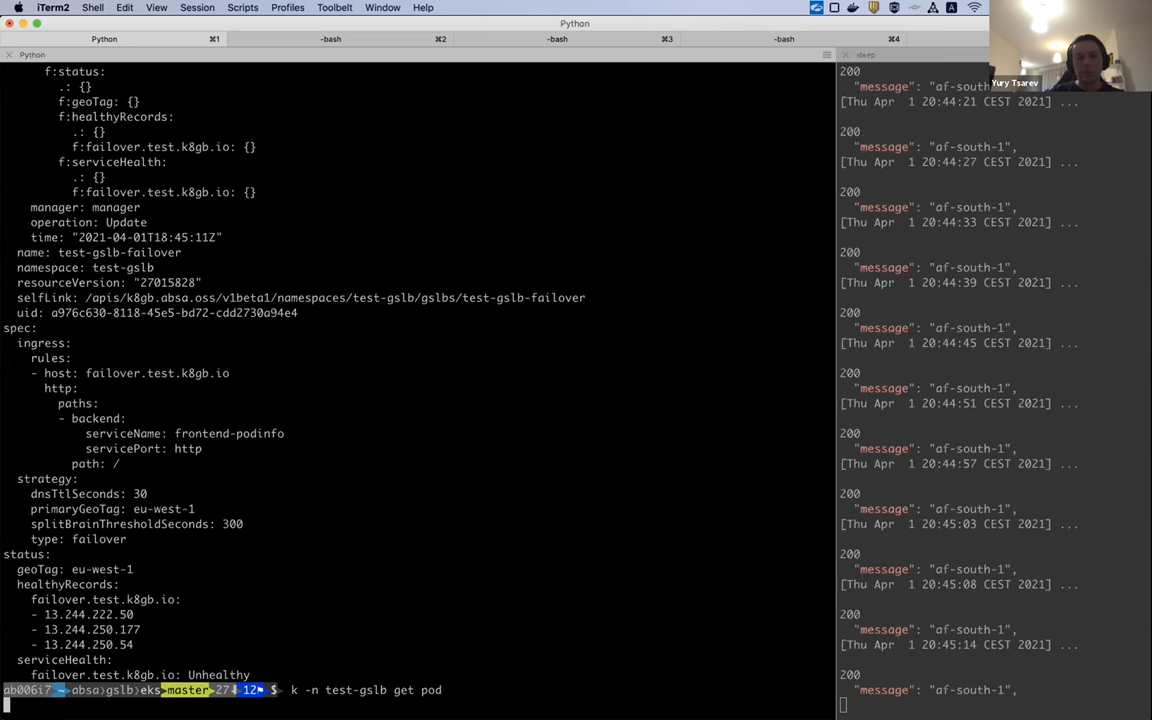 iTerm2 Shell Edit View Session Scripts Profiles Toolbelt Window Help
Python
Python ⌘1 -bash ⌘2 -bash ⌘3 -bash ⌘4
Python
sleep
Yury Tsarev
f:status:
.: {}
f:geoTag: {}
f:healthyRecords:
.: {}
f:failover.test.k8gb.io: {}
f:serviceHealth:
.: {}
f:failover.test.k8gb.io: {}
manager: manager
operation: Update
time: "2021-04-01T18:45:11Z"
name: test-gslb-failover
namespace: test-gslb
resourceVersion: "27015828"
selfLink: /apis/k8gb.absa.oss/v1beta1/namespaces/test-gslb/gslbs/test-gslb-failover
uid: a976c630-8118-45e5-bd72-cdd2730a94e4
spec:
ingress:
rules:
- host: failover.test.k8gb.io
http:
paths:
- backend:
serviceName: frontend-podinfo
servicePort: http
path: /
strategy:
dnsTtlSeconds: 30
primaryGeoTag: eu-west-1
splitBrainThresholdSeconds: 300
type: failover
status:
geoTag: eu-west-1
healthyRecords:
failover.test.k8gb.io:
- 13.244.222.50
- 13.244.250.177
- 13.244.250.54
serviceHealth:
failover.test.k8gb.io: Unhealthy
ab006i7 ~ absa gslb eks master 27 12 $ k -n test-gslb get pod
200
"message": "af-south-1",
[Thu Apr 1 20:44:21 CEST 2021] ...
200
"message": "af-south-1",
[Thu Apr 1 20:44:27 CEST 2021] ...
200
"message": "af-south-1",
[Thu Apr 1 20:44:33 CEST 2021] ...
200
"message": "af-south-1",
[Thu Apr 1 20:44:39 CEST 2021] ...
200
"message": "af-south-1",
[Thu Apr 1 20:44:45 CEST 2021] ...
200
"message": "af-south-1",
[Thu Apr 1 20:44:51 CEST 2021] ...
200
"message": "af-south-1",
[Thu Apr 1 20:44:57 CEST 2021] ...
200
"message": "af-south-1",
[Thu Apr 1 20:45:03 CEST 2021] ...
200
"message": "af-south-1",
[Thu Apr 1 20:45:08 CEST 2021] ...
200
"message": "af-south-1",
[Thu Apr 1 20:45:14 CEST 2021] ...
200
"message": "af-south-1",